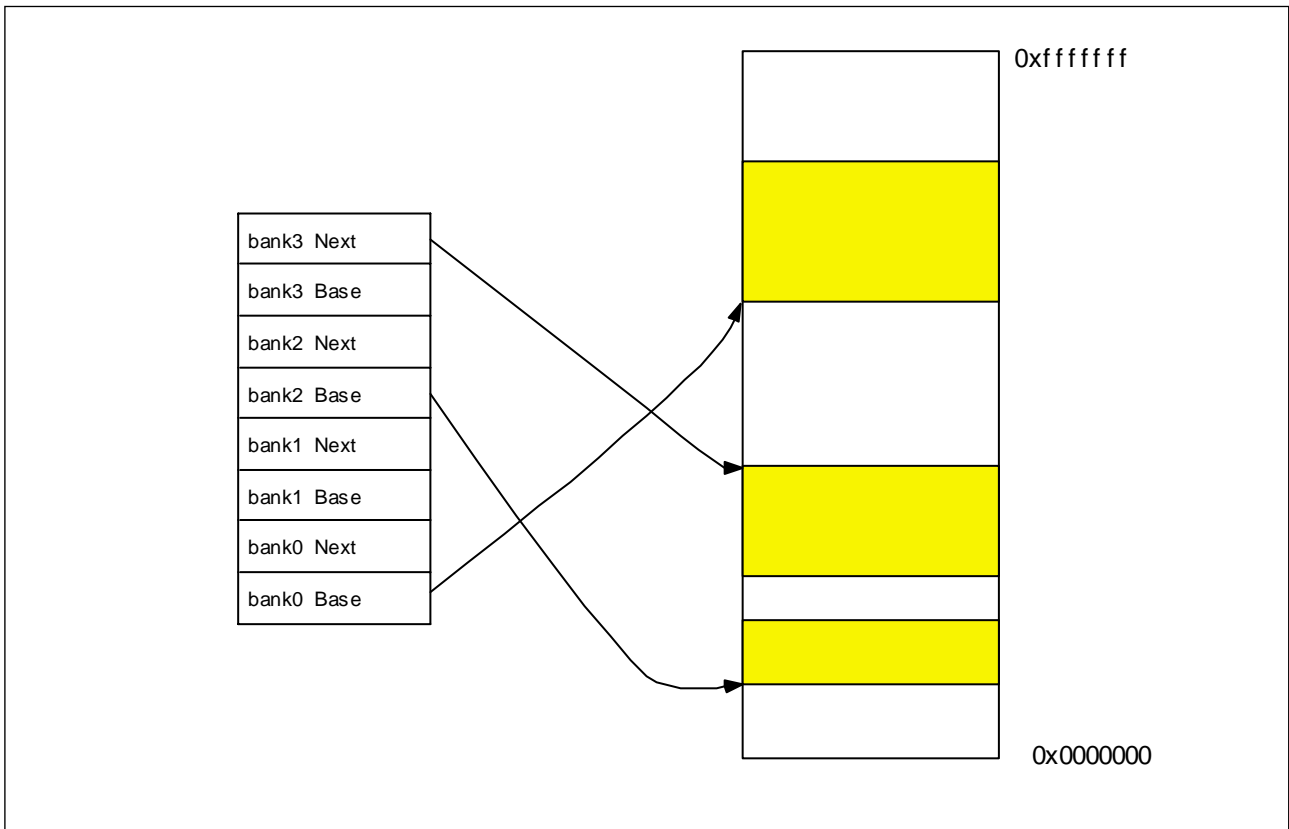 0xfffffff
bank3 Next
bank3 Base
bank2 Next
bank2 Base
bank1 Next
bank1 Base
bank0 Next
bank0 Base
0x0000000